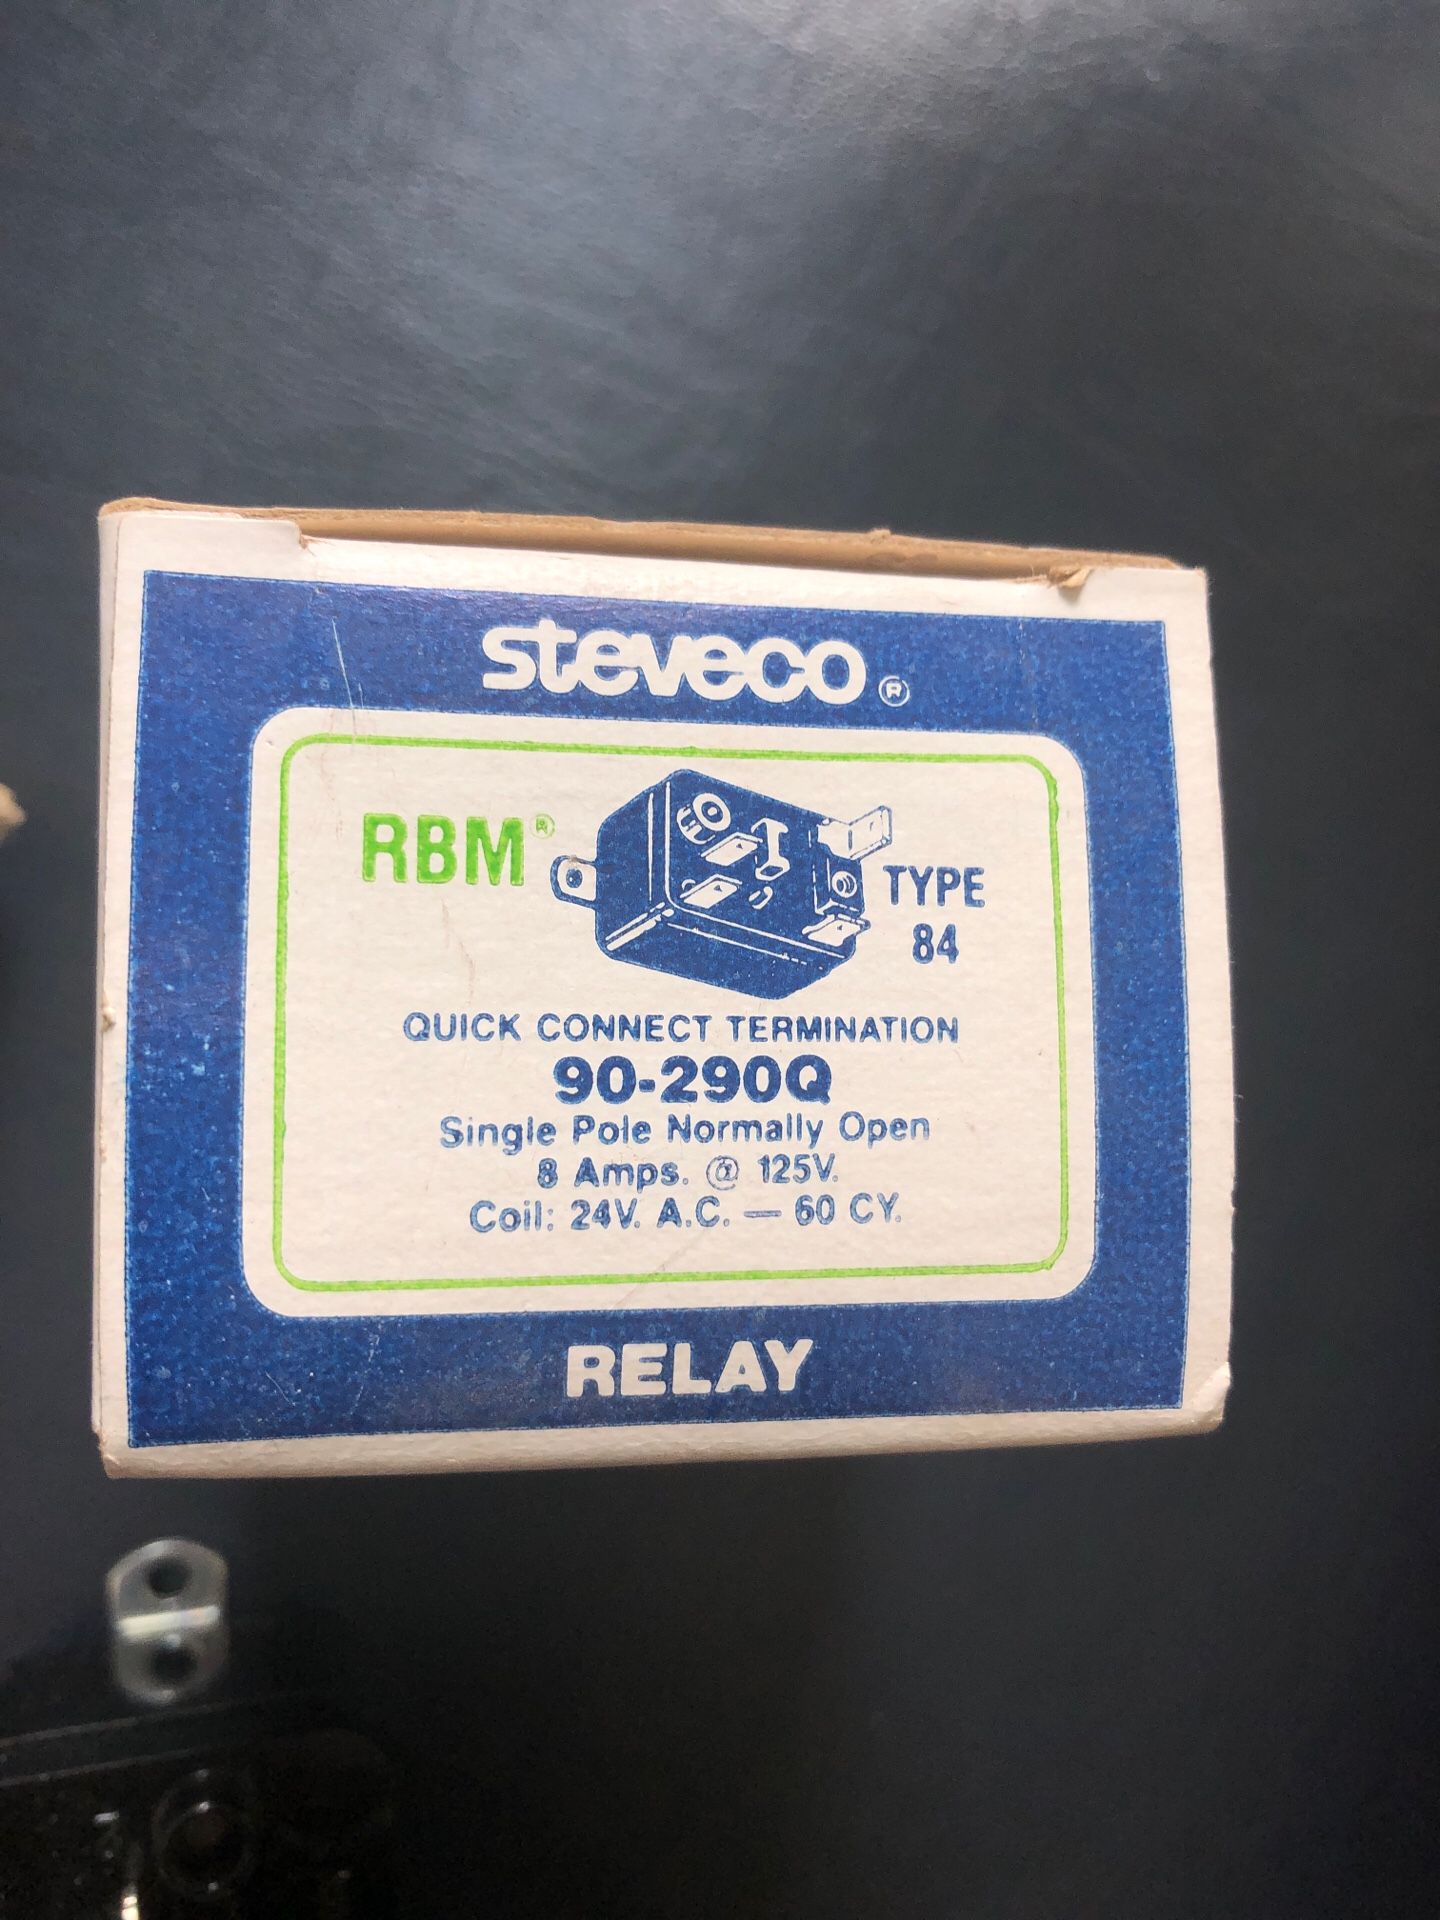 steveco ®
RBM®
TYPE
84
QUICK CONNECT TERMINATION
90-290Q
Single Pole Normally Open
8 Amps. @ 125V.
Coil: 24V. A.C. — 60 CY.
RELAY